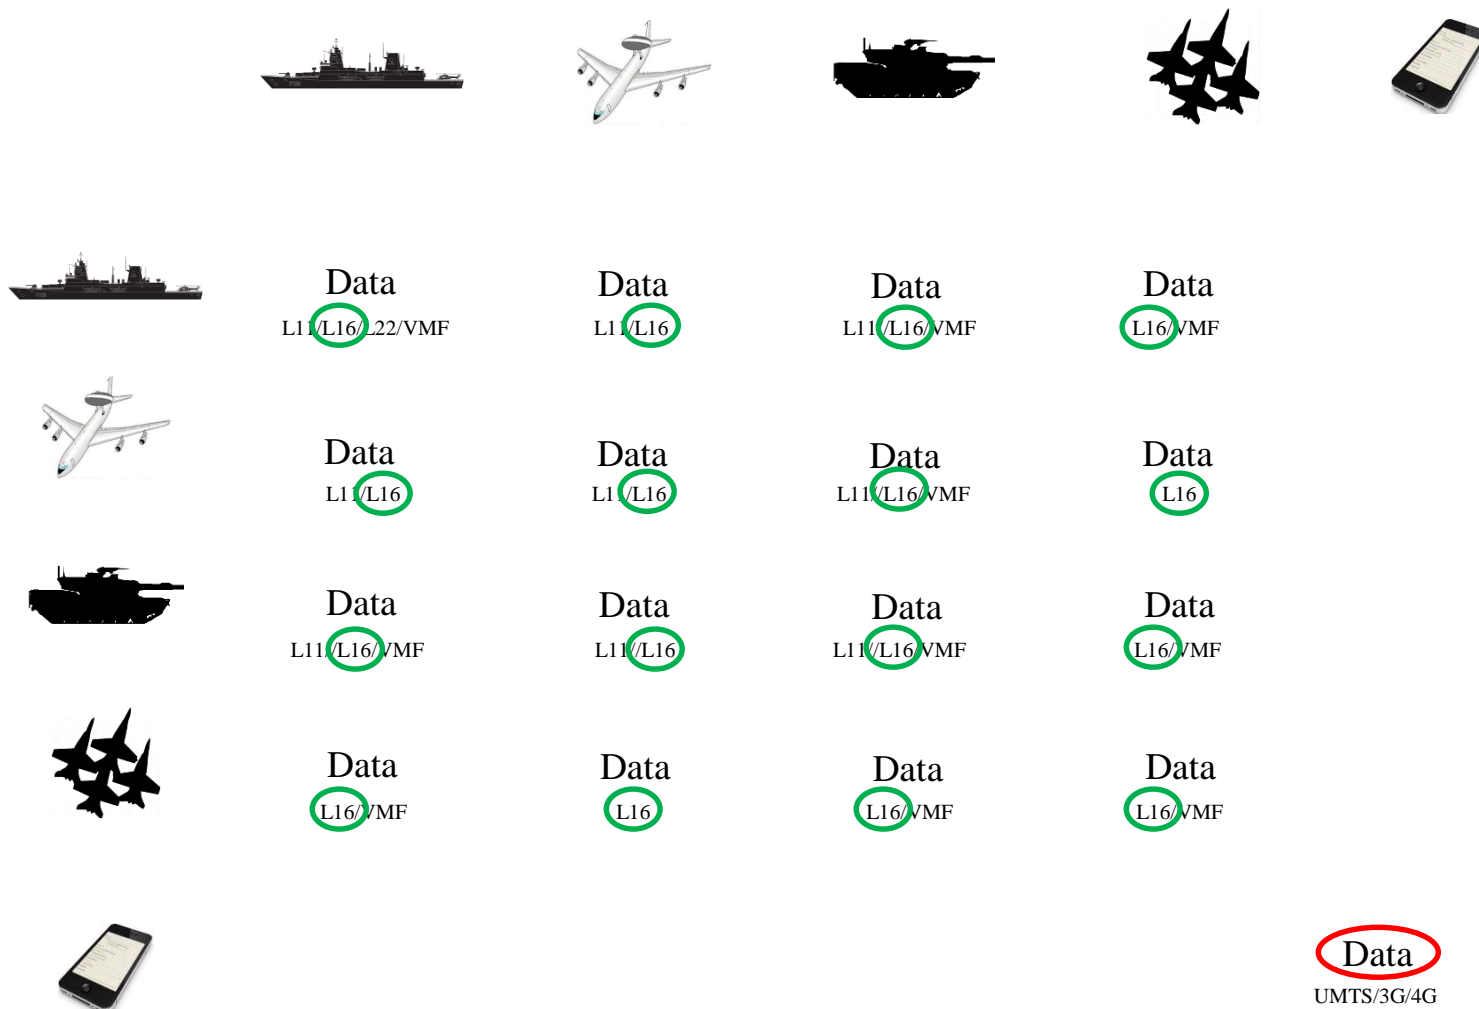 Data Data Data Data
L11/L16/L22/VMF L11/L16 L11//L16/VMF L16/VMF
Data Data Data Data
L11/L16 L11/L16 L11//L16/VMF L16
Data Data Data Data
L11//L16/VMF L11//L16 L11//L16/VMF L16/VMF
Data Data Data Data
L16/VMF L16 L16/VMF L16/VMF
Data
UMTS/3G/4G